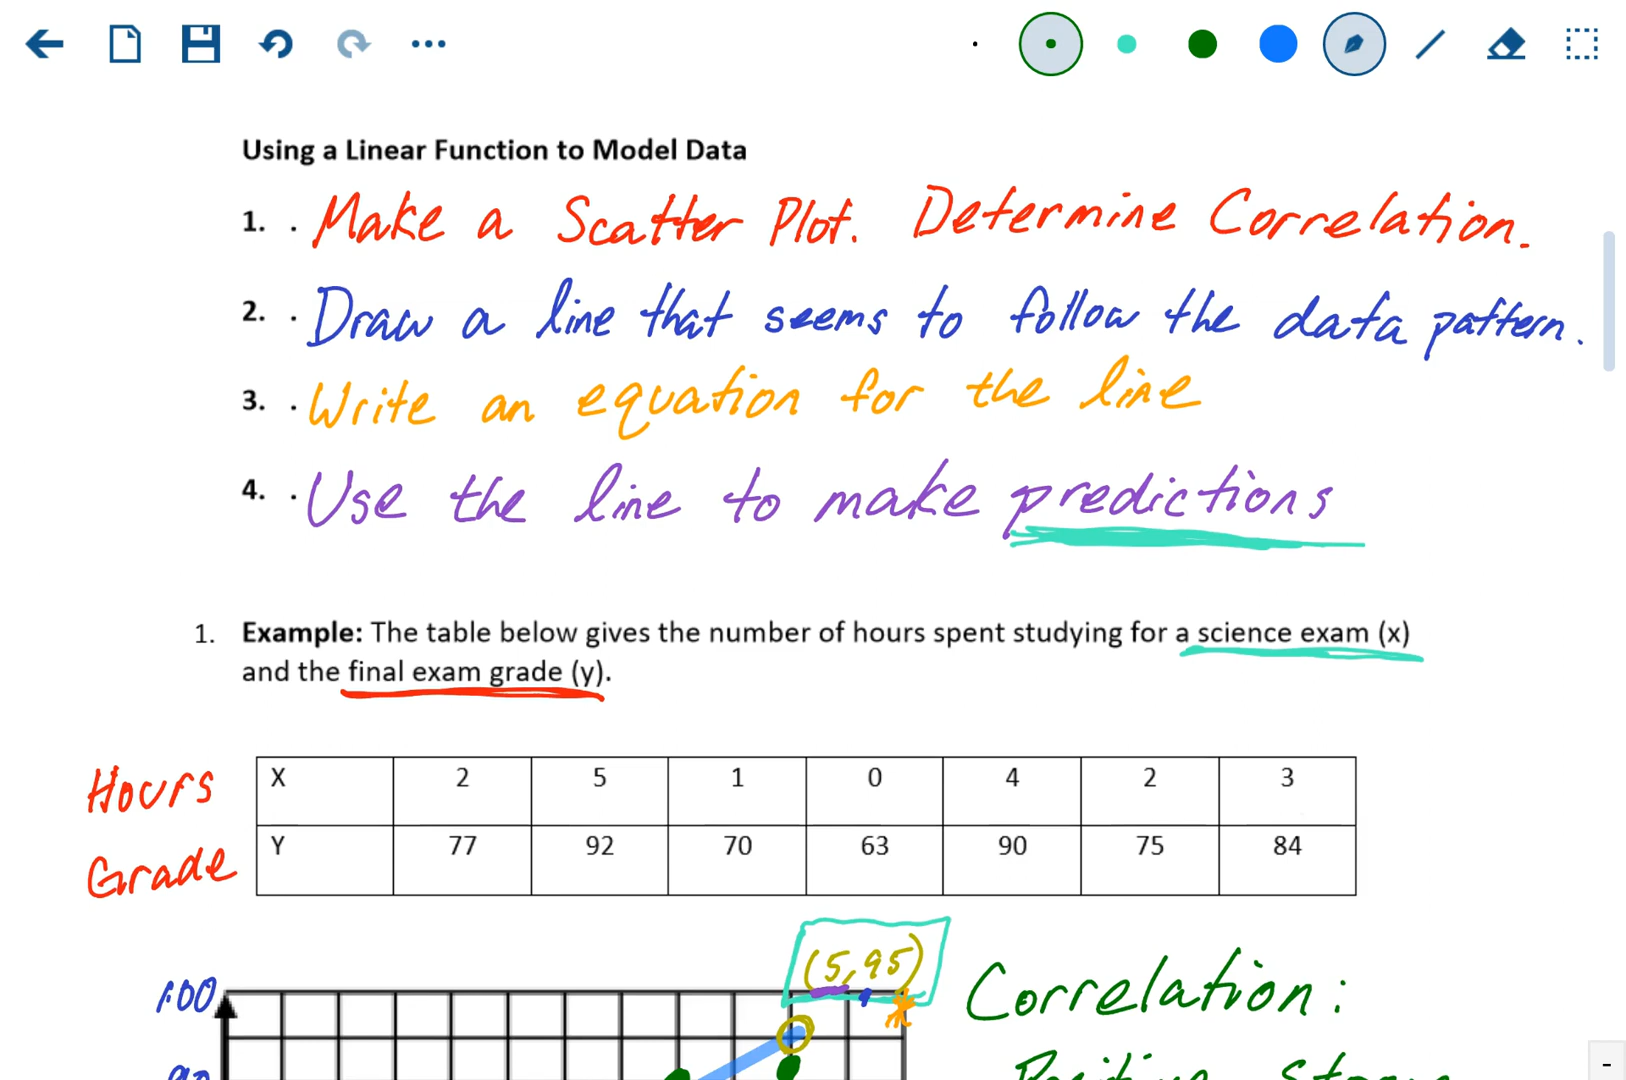 Using a Linear Function to Model Data
1. . Make a Scatter Plot. Determine Correlation.
2. . Draw a line that seems to follow the data pattern.
3. . Write an equation for the line
4. . Use the line to make predictions
1. Example: The table below gives the number of hours spent studying for a science exam (x)
and the final exam grade (y).
Hours X 2 5 1 0 4 2 3
Grade Y 77 92 70 63 90 75 84
(5,95)
100
Correlation:
90
Positive Strong